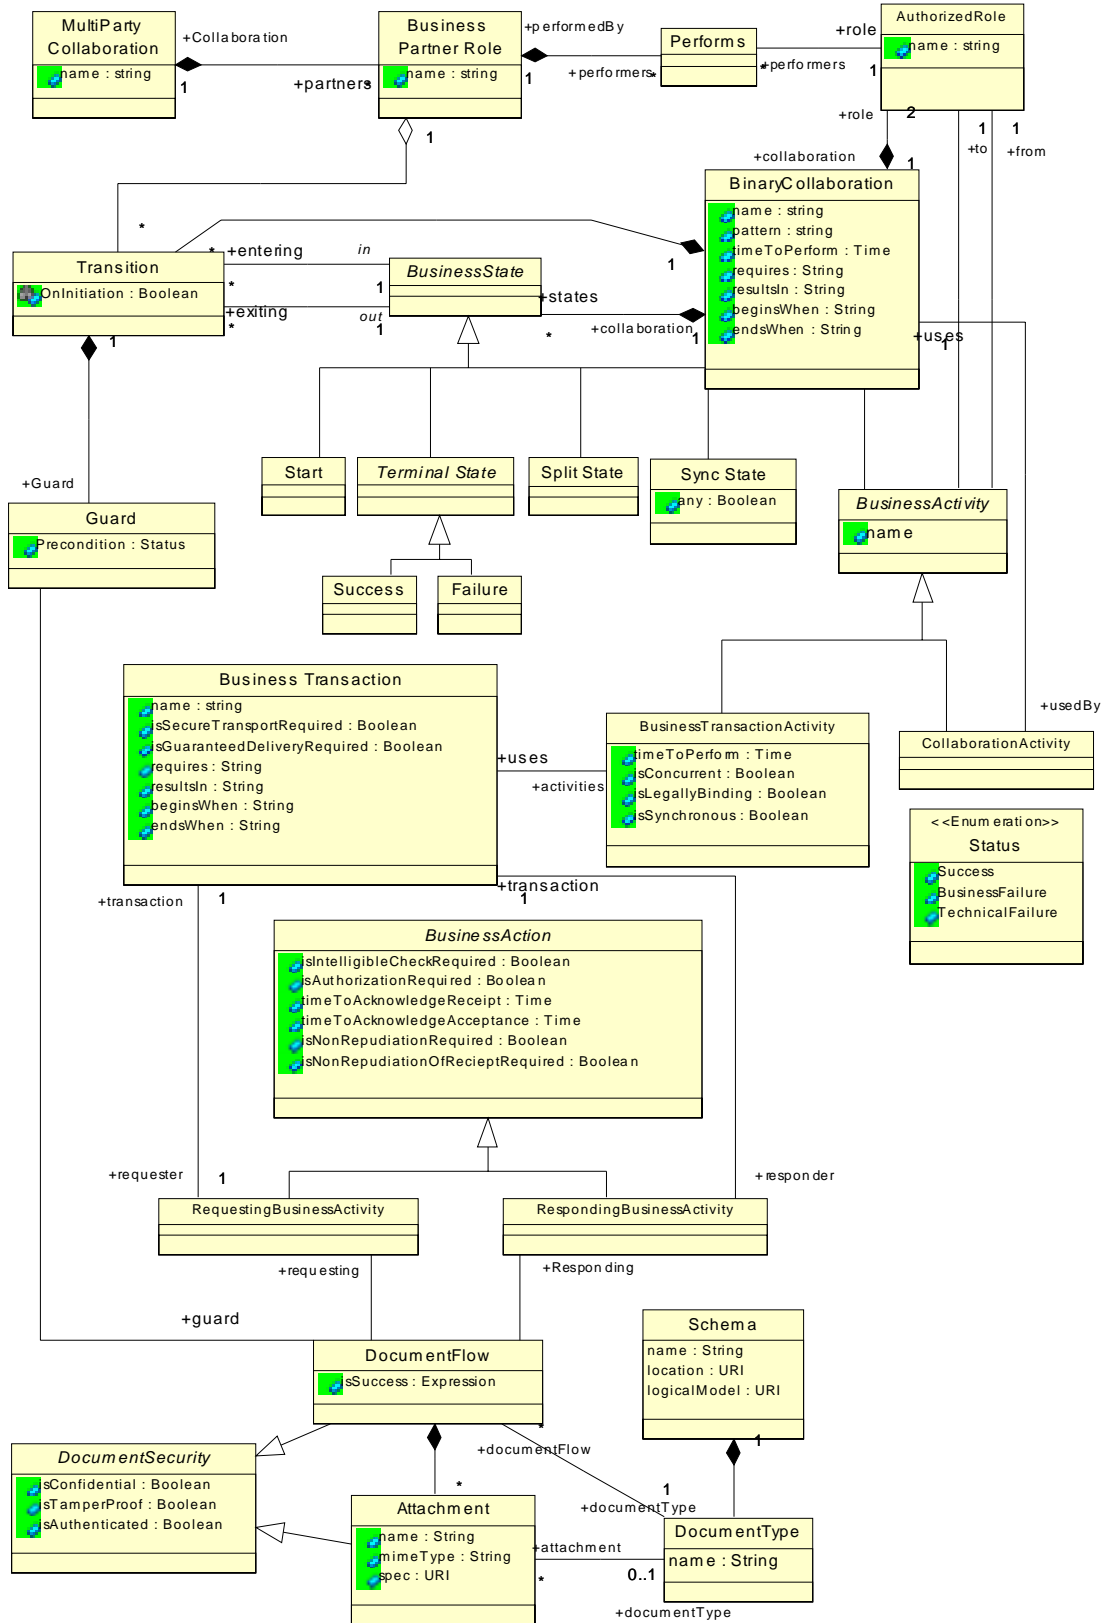 MultiParty
Collaboration
name : string
+Collaboration
1
+partners
*
Business
Partner Role
name : string
+performedBy
1
+performers
*
Performs
+role
*
+performers
1
AuthorizedRole
name : string
1
+role
2
1
+to
1
+from
+collaboration
1
BinaryCollaboration
name : string
pattern : string
timeToPerform : Time
requires : String
resultsIn : String
beginsWhen : String
endsWhen : String
*
*
+entering
in
1
Transition
OnInitiation : Boolean
*
1
BusinessState
+states
+exiting
*
out
1
+collaboration
*
1
+uses
1
1
Start
Terminal State
Split State
Sync State
any : Boolean
BusinessActivity
name
+Guard
Guard
Precondition : Status
Success
Failure
Business Transaction
name : string
isSecureTransportRequired : Boolean
isGuaranteedDeliveryRequired : Boolean
requires : String
resultsIn : String
beginsWhen : String
endsWhen : String
+uses
+activities
BusinessTransactionActivity
timeToPerform : Time
isConcurrent : Boolean
isLegallyBinding : Boolean
isSynchronous : Boolean
+usedBy
CollaborationActivity
<<Enumeration>>
Status
Success
BusinessFailure
TechnicalFailure
+transaction
1
+transaction
1
BusinessAction
isIntelligibleCheckRequired : Boolean
isAuthorizationRequired : Boolean
timeToAcknowledgeReceipt : Time
timeToAcknowledgeAcceptance : Time
isNonRepudiationRequired : Boolean
isNonRepudiationOfRecieptRequired : Boolean
+requester
1
+responder
RequestingBusinessActivity
RespondingBusinessActivity
+requesting
+Responding
+guard
DocumentFlow
isSuccess : Expression
Schema
name : String
location : URI
logicalModel : URI
*
+documentFlow
1
DocumentSecurity
isConfidential : Boolean
isTamperProof : Boolean
isAuthenticated : Boolean
*
1
+documentType
Attachment
name : String
mimeType : String
spec : URI
+attachment
*
0..1
+documentType
DocumentType
name : String